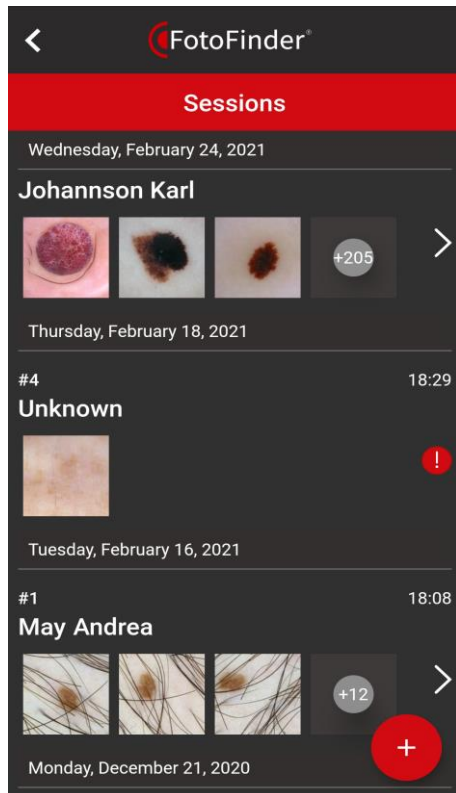 FotoFinder®
Sessions
Wednesday, February 24, 2021
Johannson Karl
+205
Thursday, February 18, 2021
#4 18:29
Unknown
!
Tuesday, February 16, 2021
#1 18:08
May Andrea
+12
+
Monday, December 21, 2020